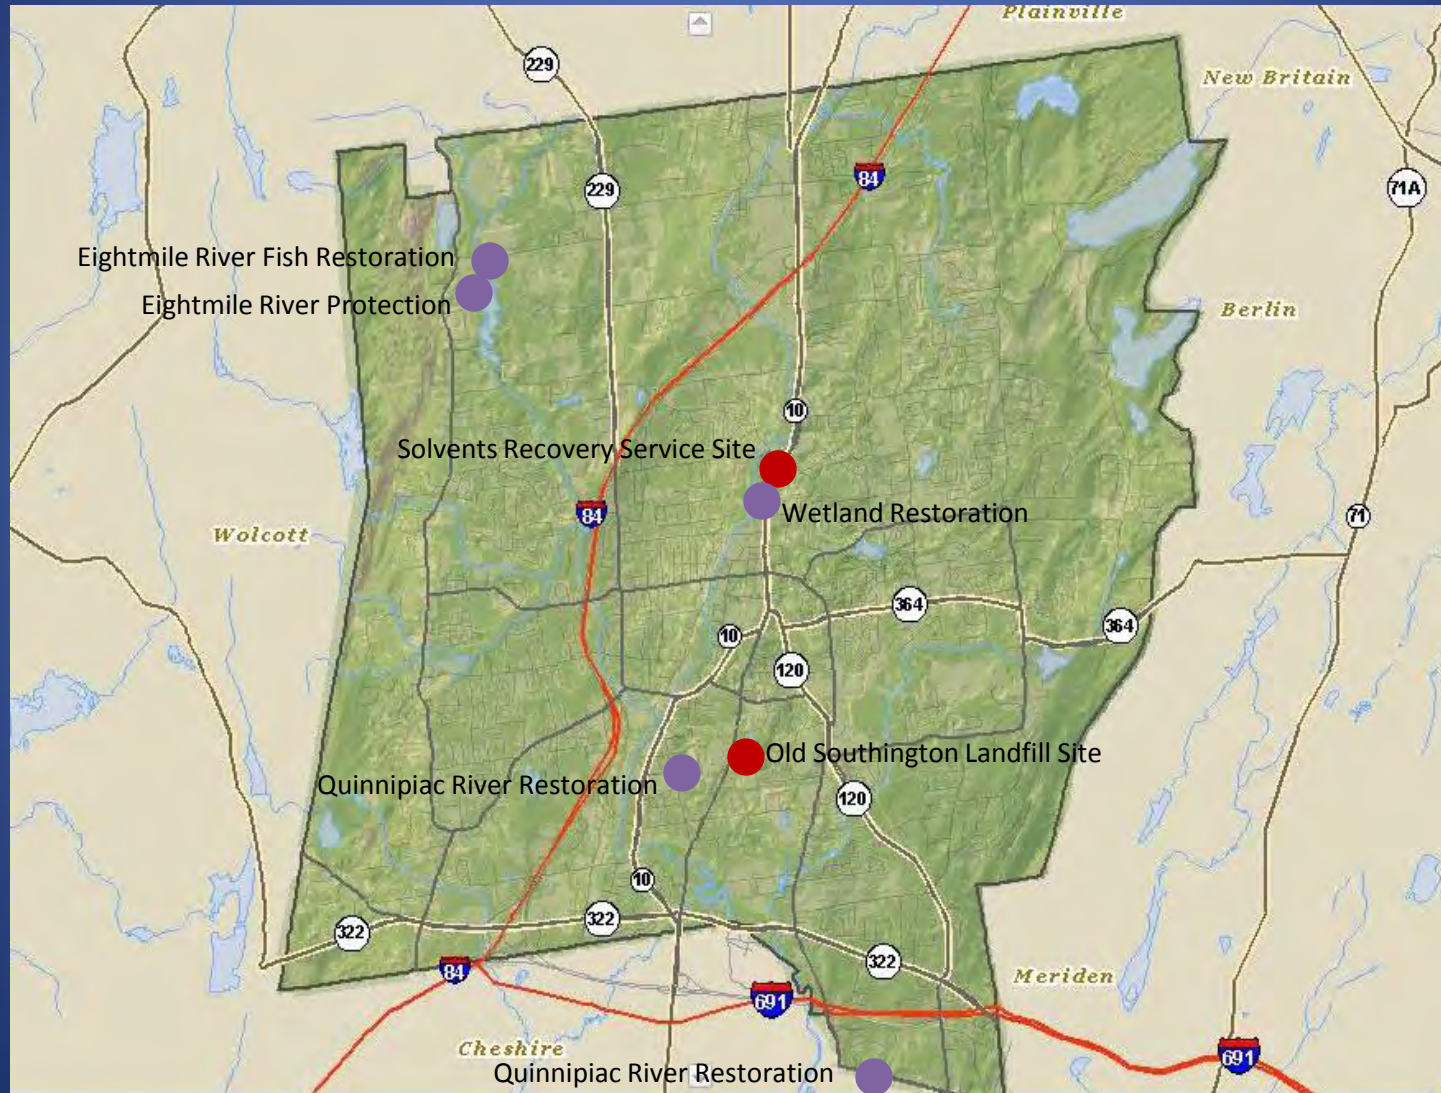 Plainville
229
New Britain
84
229
71A
Eightmile River Fish Restoration
Eightmile River Protection
Berlin
10
Solvents Recovery Service Site
84
Wetland Restoration
71
Wolcott
364
364
10
120
Old Southington Landfill Site
Quinnipiac River Restoration
120
10
322
322
322
84
Meriden
691
Cheshire
691
Quinnipiac River Restoration